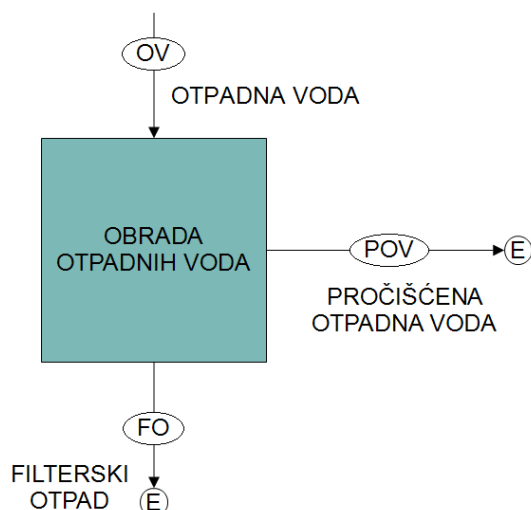 OV
OTPADNA VODA
OBRADA
OTPADNIH VODA
POV
E
PROČIŠĆENA
OTPADNA VODA
FO
FILTERSKI
OTPAD
E